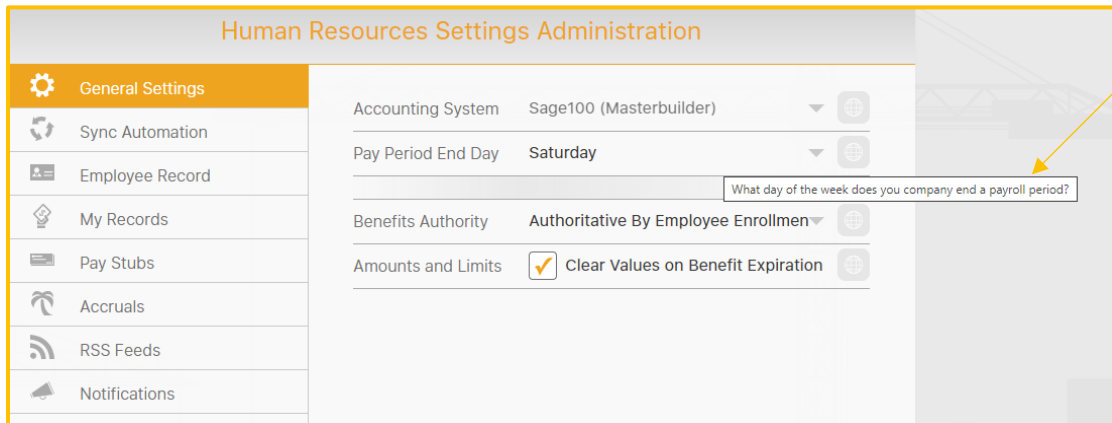 Human Resources Settings Administration
General Settings
Sync Automation
Employee Record
My Records
Pay Stubs
Accruals
RSS Feeds
Notifications
Accounting System Sage100 (Masterbuilder)
Pay Period End Day Saturday
What day of the week does you company end a payroll period?
Benefits Authority Authoritative By Employee Enrollmen
Amounts and Limits Clear Values on Benefit Expiration